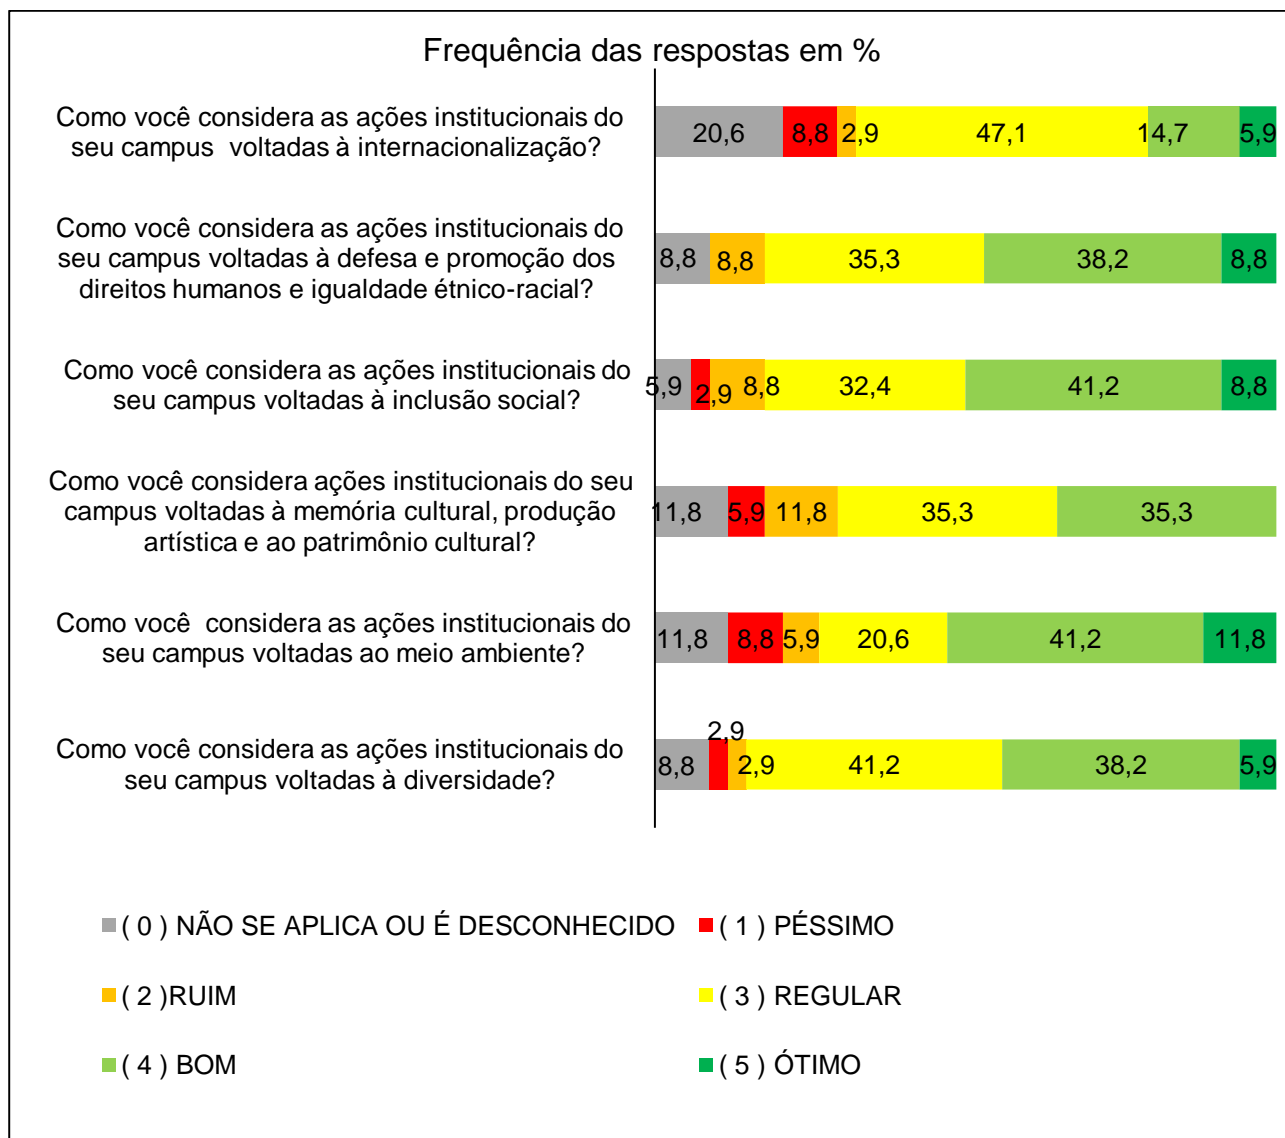 Frequência das respostas em %
Como você considera as ações institucionais do
seu campus  voltadas à internacionalização?
20,6 8,8 2,9 47,1 14,7 5,9
Como você considera as ações institucionais do
seu campus voltadas à defesa e promoção dos
direitos humanos e igualdade étnico-racial?
8,8 8,8 35,3 38,2 8,8
Como você considera as ações institucionais do
seu campus voltadas à inclusão social?
5,9 2,9 8,8 32,4 41,2 8,8
Como você considera ações institucionais do seu
campus voltadas à memória cultural, produção
artística e ao patrimônio cultural?
11,8 5,9 11,8 35,3 35,3
Como você  considera as ações institucionais do
seu campus voltadas ao meio ambiente?
11,8 8,8 5,9 20,6 41,2 11,8
Como você considera as ações institucionais do
seu campus voltadas à diversidade?
8,8 2,9 2,9 41,2 38,2 5,9
( 0 ) NÃO SE APLICA OU É DESCONHECIDO
( 1 ) PÉSSIMO
( 2 )RUIM
( 3 ) REGULAR
( 4 ) BOM
( 5 ) ÓTIMO